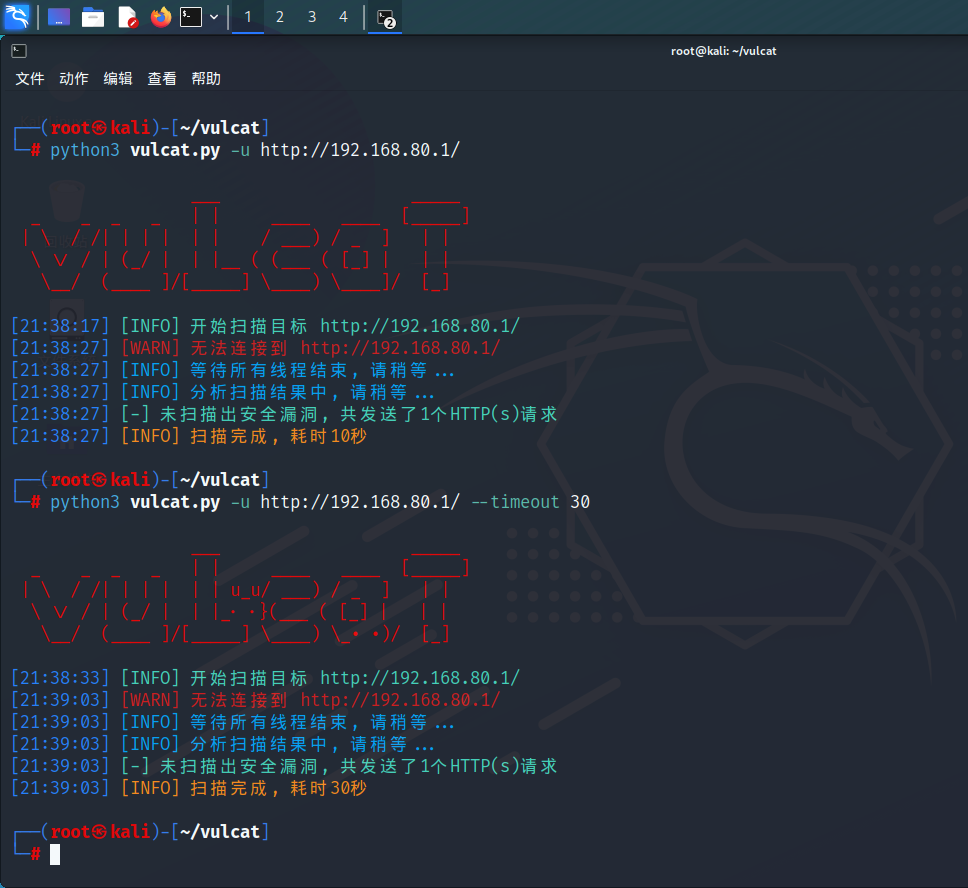 1 2 3 4 2
root@kali: ~/vulcat
文件 动作 编辑 查看 帮助
┌──(root㉿kali)-[~/vulcat]
└─# python3 vulcat.py -u http://192.168.80.1/
vulcat
[21:38:17] [INFO] 开始扫描目标 http://192.168.80.1/
[21:38:27] [WARN] 无法连接到 http://192.168.80.1/
[21:38:27] [INFO] 等待所有线程结束, 请稍等...
[21:38:27] [INFO] 分析扫描结果中, 请稍等...
[21:38:27] [-] 未扫描出安全漏洞, 共发送了1个HTTP(s)请求
[21:38:27] [INFO] 扫描完成, 耗时10秒
┌──(root㉿kali)-[~/vulcat]
└─# python3 vulcat.py -u http://192.168.80.1/ --timeout 30
vulcat
[21:38:33] [INFO] 开始扫描目标 http://192.168.80.1/
[21:39:03] [WARN] 无法连接到 http://192.168.80.1/
[21:39:03] [INFO] 等待所有线程结束, 请稍等...
[21:39:03] [INFO] 分析扫描结果中, 请稍等...
[21:39:03] [-] 未扫描出安全漏洞, 共发送了1个HTTP(s)请求
[21:39:03] [INFO] 扫描完成, 耗时30秒
┌──(root㉿kali)-[~/vulcat]
└─#